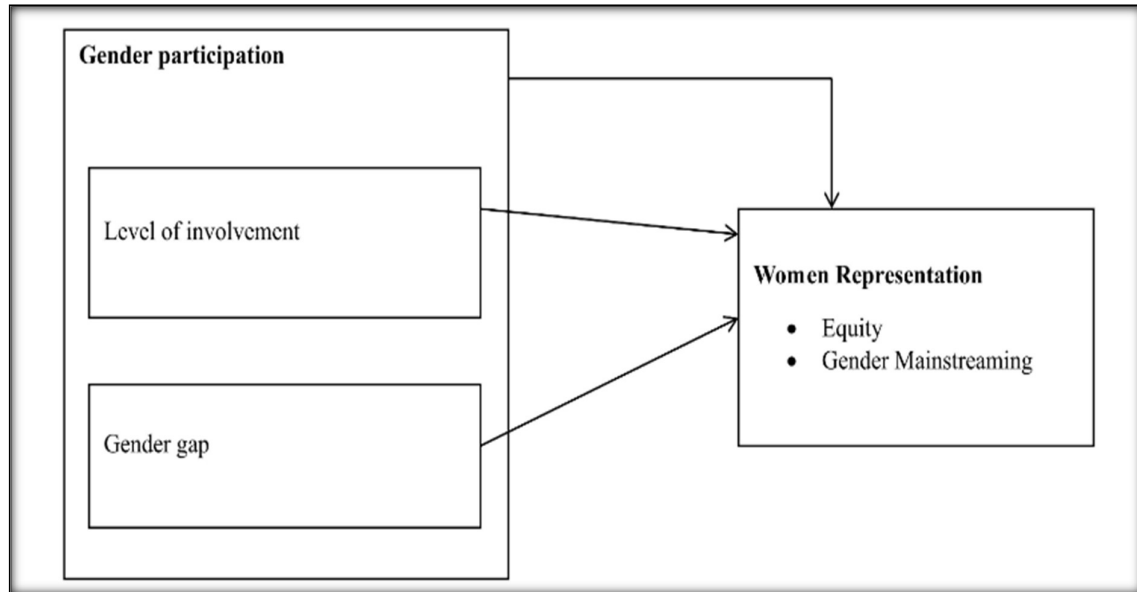 Gender participation
Level of involvement
Gender gap
Women Representation
• Equity
• Gender Mainstreaming